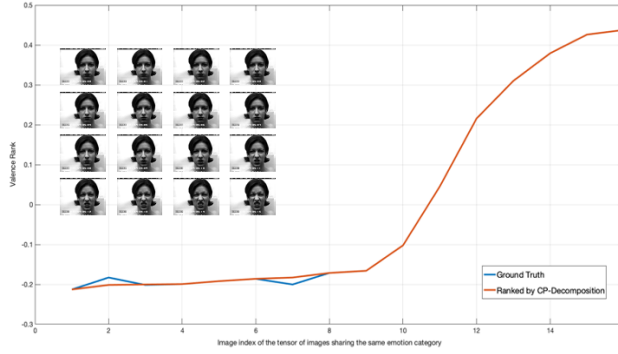 0.5
0.4
0.3
0.2
0.1
0
-0.1
-0.2
-0.3
Valence Rank
0 2 4 6 8 10 12 14
Image index of the tensor of images sharing the same emotion category
Ground Truth
Ranked by CP-Decomposition